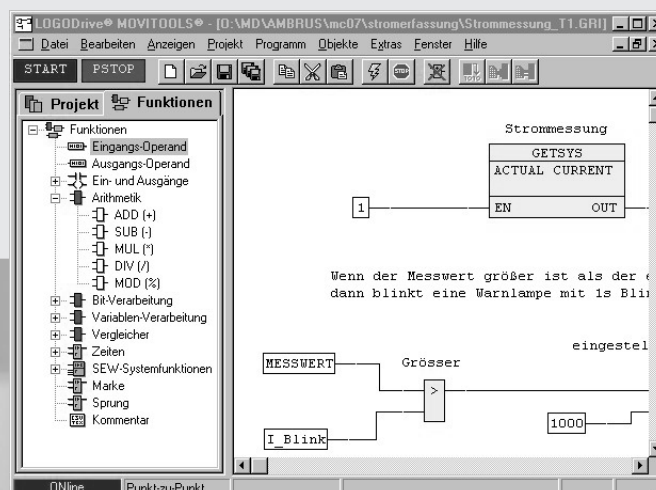 LOGODrive® MOVITOOLS® - [D:\MD\AMBRUS\mc07\stromerfassung\Strommessung_T1.GRI]
Datei Bearbeiten Anzeigen Projekt Programm Objekte Extras Fenster Hilfe
START PSTOP
Projekt Funktionen
Funktionen
Eingangs-Operand
Ausgangs-Operand
Ein- und Ausgänge
Arithmetik
ADD (+)
SUB (-)
MUL (*)
DIV (/)
MOD (%)
Bit-Verarbeitung
Variablen-Verarbeitung
Vergleicher
Zeiten
SEW-Systemfunktionen
Marke
Sprung
Kommentar
Strommessung
GETSYS
ACTUAL CURRENT
1
EN OUT
Wenn der Messwert größer ist als der e
dann blinkt eine Warnlampe mit 1s Blin
eingestel
MESSWERT
Grösser
>
1000
I_Blink
ONline Punkt-zu-Punkt